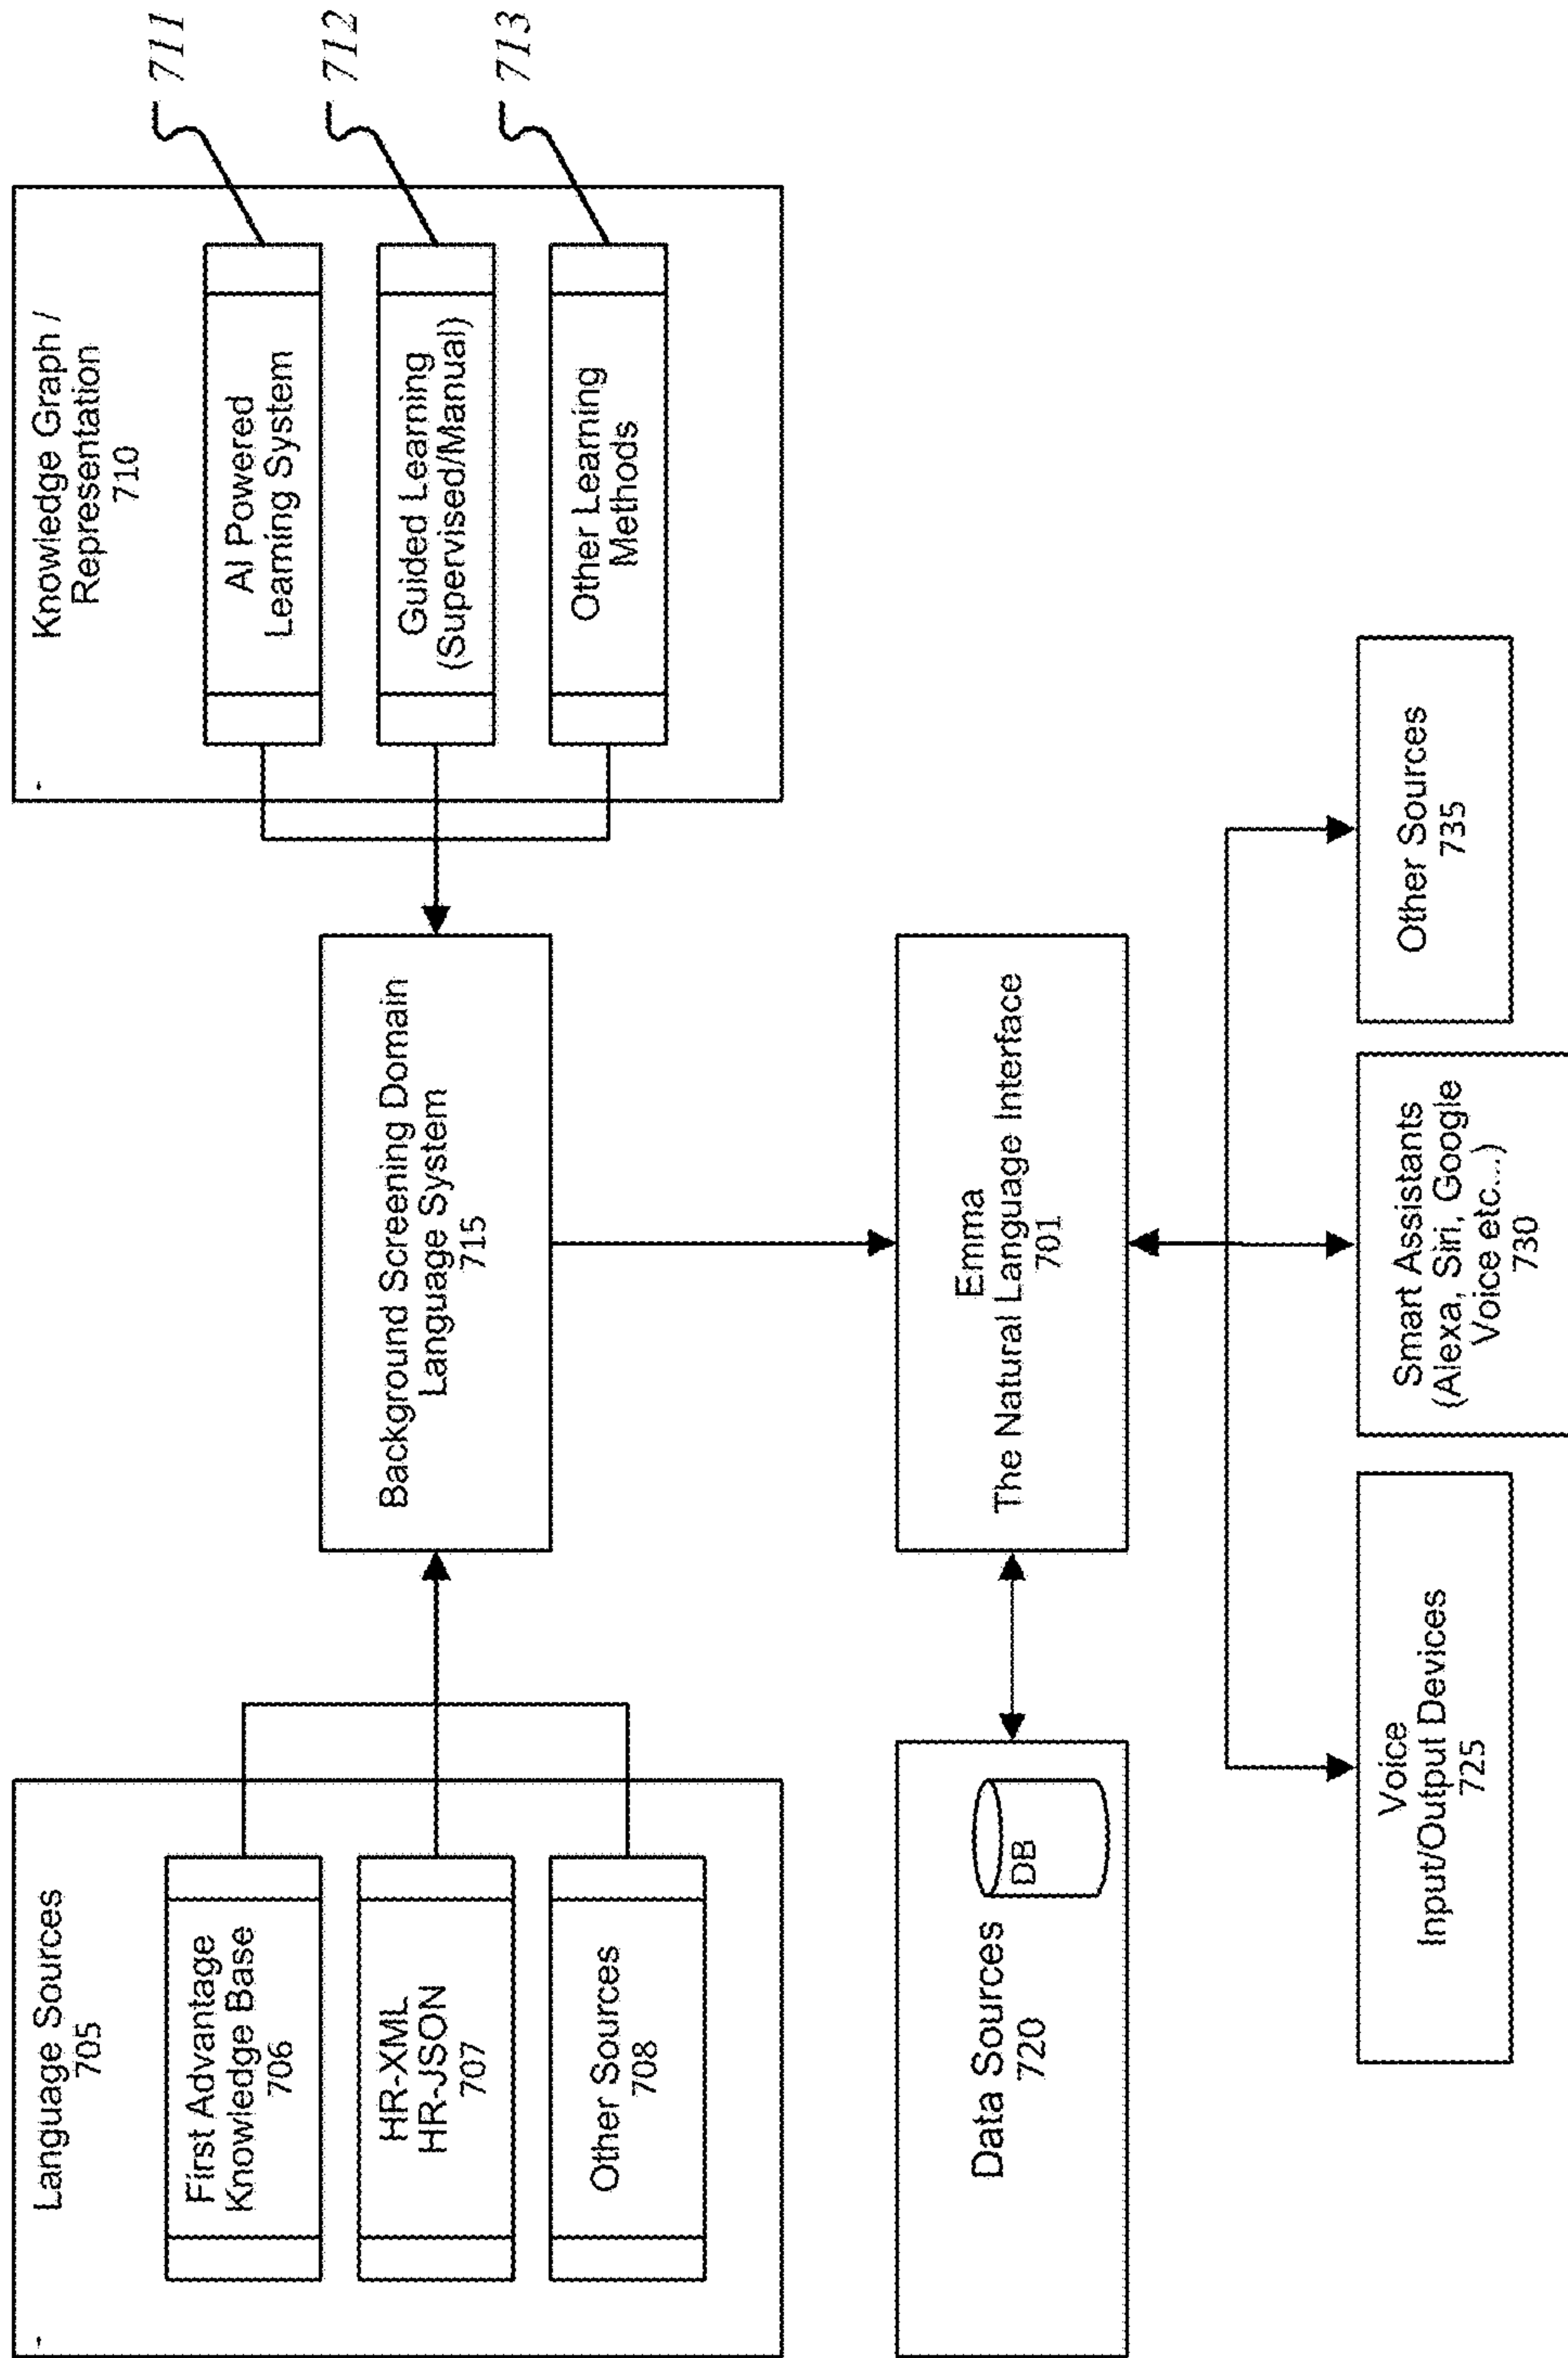 Language Sources
705
First Advantage
Knowledge Base
706
HR-XML
HR-JSON
707
Other Sources
708
Background Screening Domain
Language System
715
Knowledge Graph /
Representation
710
AI Powered
Learning System
711
Guided Learning
(Supervised/Manual)
712
Other Learning
Methods
713
Data Sources
720
DB
Emma
The Natural Language Interface
701
Voice
Input/Output Devices
725
Smart Assistants
(Alexa, Siri, Google
Voice etc...)
730
Other Sources
735